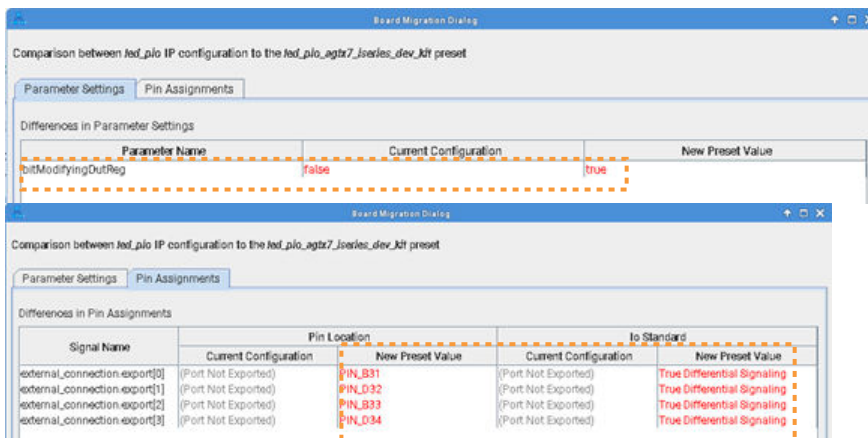 Board Migration Dialog
Comparison between led_pio IP configuration to the led_pio_agtx7_iseries_dev_kit preset
Parameter Settings Pin Assignments
Differences in Parameter Settings
Parameter Name Current Configuration New Preset Value
bitModifyingOutReg false true
Board Migration Dialog
Comparison between led_pio IP configuration to the led_pio_agtx7_iseries_dev_kit preset
Parameter Settings Pin Assignments
Differences in Pin Assignments
Signal Name Pin Location Io Standard
Current Configuration New Preset Value Current Configuration New Preset Value
external_connection.export[0] (Port Not Exported) PIN_B31 (Port Not Exported) True Differential Signaling
external_connection.export[1] (Port Not Exported) PIN_D32 (Port Not Exported) True Differential Signaling
external_connection.export[2] (Port Not Exported) PIN_B33 (Port Not Exported) True Differential Signaling
external_connection.export[3] (Port Not Exported) PIN_D34 (Port Not Exported) True Differential Signaling